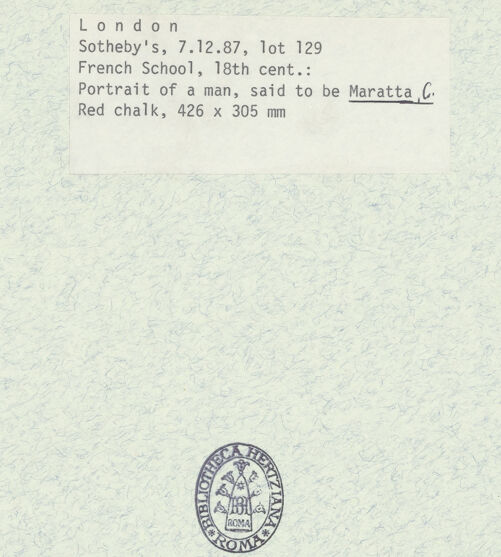 L o n d o n
Sotheby's, 7.12.87, lot 129
French School, 18th cent.:
Portrait of a man, said to be Maratta, C.
Red chalk, 426 x 305 mm
BIBLIOTHECA HERTZIANA
BH
ROMA
*ROMA*